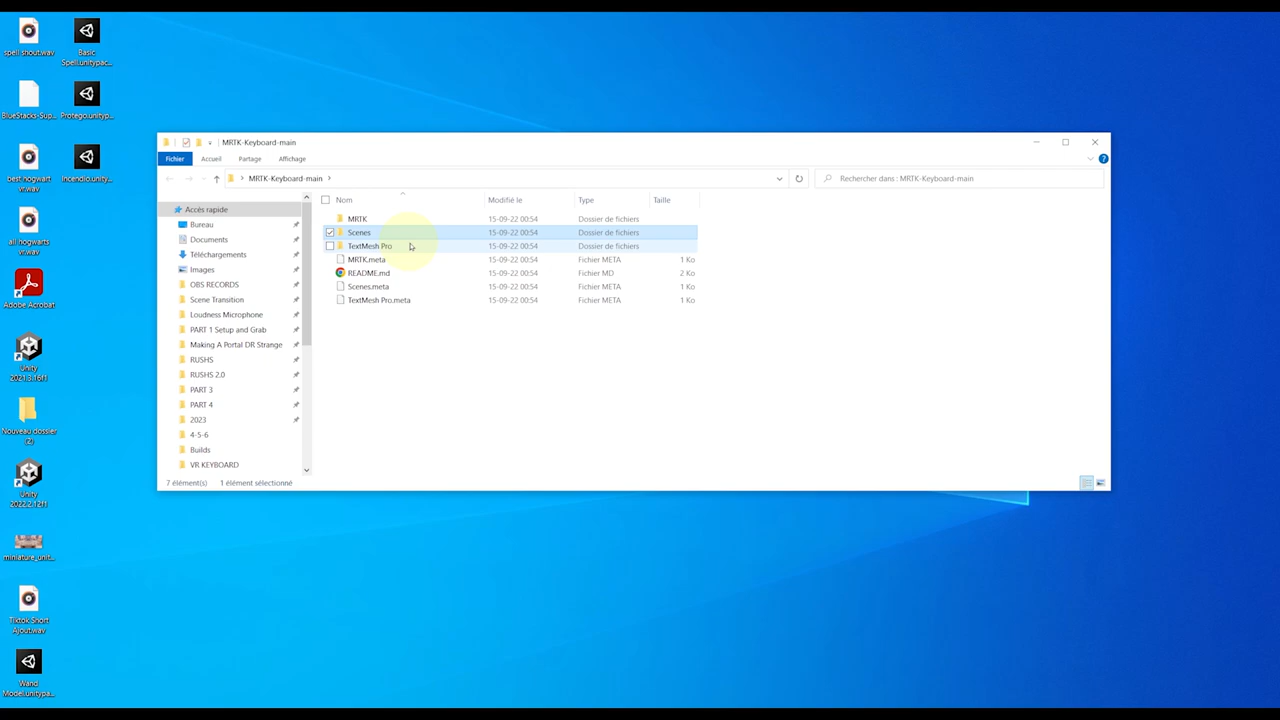 spell.shout.wav
Basic
Spell.unitypac...
BlueStacks-Sup...
Protego.unityp...
best.hogwart
vr.wav
Incendio.unity...
all.hogwarts
vr.wav
Adobe Acrobat
Unity
2021.3.16f1
Nouveau dossier
(2)
Unity
2022.2.12f1
miniature_unit...
Tiktok Short
Ajout.wav
Wand
Model.unitypa...
MRTK-Keyboard-main
Fichier Accueil Partage Affichage
MRTK-Keyboard-main
Rechercher dans : MRTK-Keyboard-main
Accès rapide
Bureau
Documents
Téléchargements
Images
OBS RECORDS
Scene Transition
Loudness Microphone
PART 1 Setup and Grab
Making A Portal DR Strange
RUSHS
RUSHS 2.0
PART 3
PART 4
2023
4-5-6
Builds
VR KEYBOARD
Nom Modifié le Type Taille
MRTK 15-09-22 00:54 Dossier de fichiers
Scenes 15-09-22 00:54 Dossier de fichiers
TextMesh Pro 15-09-22 00:54 Dossier de fichiers
MRTK.meta 15-09-22 00:54 Fichier META 1 Ko
README.md 15-09-22 00:54 Fichier MD 2 Ko
Scenes.meta 15-09-22 00:54 Fichier META 1 Ko
TextMesh Pro.meta 15-09-22 00:54 Fichier META 1 Ko
7 élément(s) 1 élément sélectionné